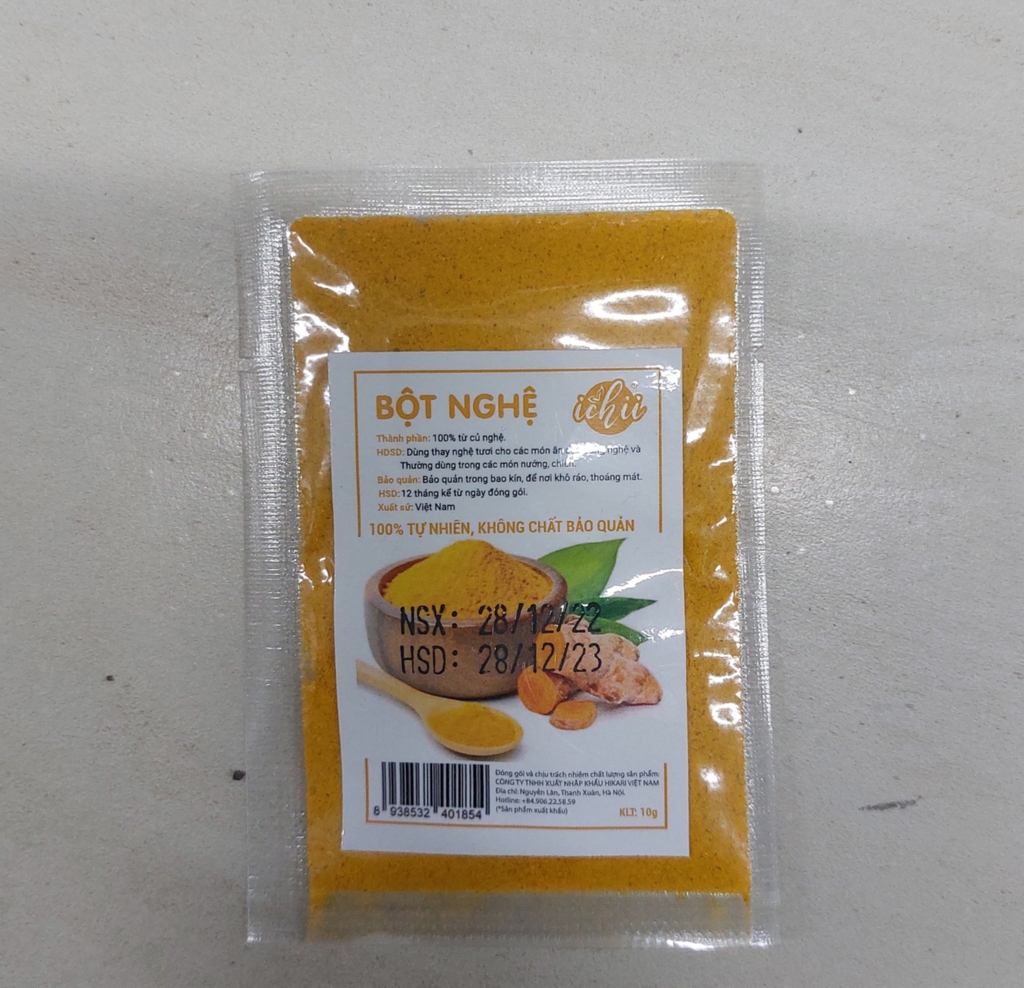 BỘT NGHỆ
ichii
Thành phần: 100% từ củ nghệ.
HDSD: Dùng thay nghệ tươi cho các món ăn nghệ và
Thường dùng trong các món nướng, chiên.
Bảo quản: Bảo quản trong bao kín, để nơi khô ráo, thoáng mát.
HSD: 12 tháng kể từ ngày đóng gói.
Xuất sứ: Việt Nam
100% TỰ NHIÊN, KHÔNG CHẤT BẢO QUẢN
NSX: 28/12/22
HSD: 28/12/23
8 938532 401854
Đóng gói và chịu trách nhiệm chất lượng sản phẩm:
CÔNG TY TNHH XUẤT NHẬP KHẨU HIKARI VIỆT NAM
Địa chỉ: Nguyễn Lân, Thanh Xuân, Hà Nội.
Hotline: +84.906.22.58.59
(*Sản phẩm xuất khẩu)
KLT: 10g